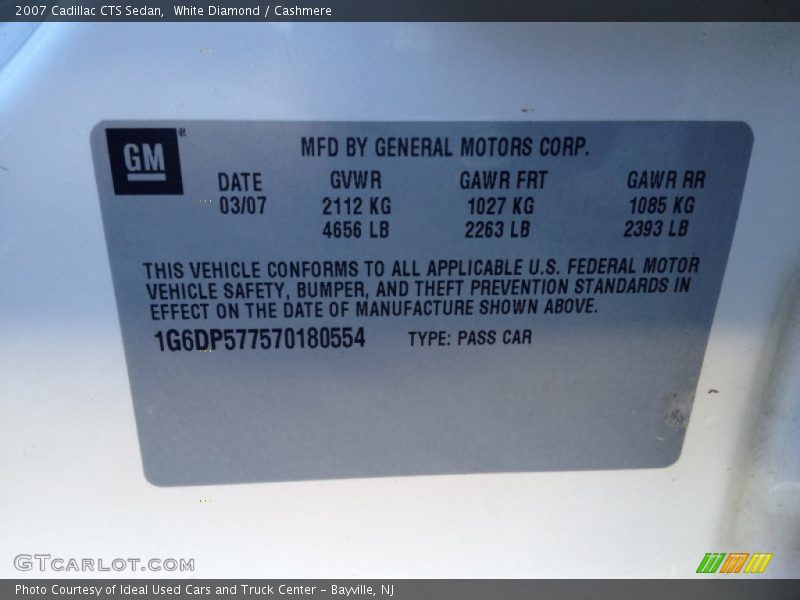 2007 Cadillac CTS Sedan, White Diamond / Cashmere
GM
MFD BY GENERAL MOTORS CORP.
DATE GVWR GAWR FRT GAWR RR
03/07 2112 KG 1027 KG 1085 KG
4656 LB 2263 LB 2393 LB
THIS VEHICLE CONFORMS TO ALL APPLICABLE U.S. FEDERAL MOTOR
VEHICLE SAFETY, BUMPER, AND THEFT PREVENTION STANDARDS IN
EFFECT ON THE DATE OF MANUFACTURE SHOWN ABOVE.
1G6DP577570180554 TYPE: PASS CAR
GTCARLOT.COM
Photo Courtesy of Ideal Used Cars and Truck Center – Bayville, NJ